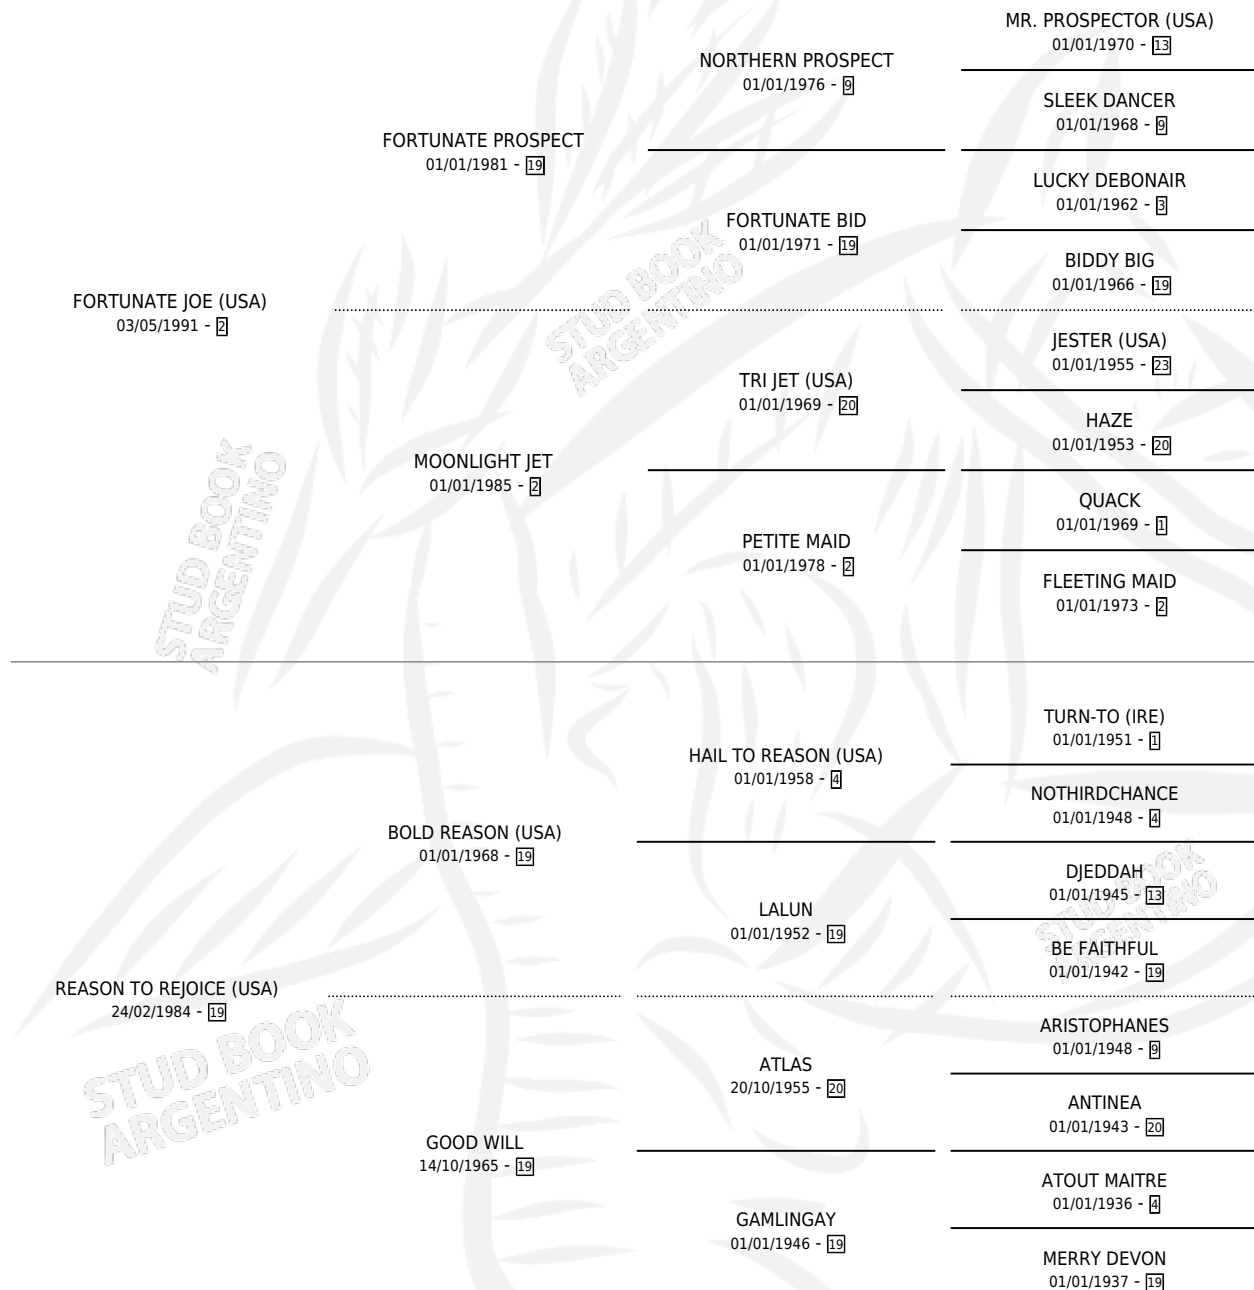 MR. PROSPECTOR (USA)
01/01/1970 - 13
NORTHERN PROSPECT
01/01/1976 - 9
SLEEK DANCER
01/01/1968 - 9
FORTUNATE PROSPECT
01/01/1981 - 19
LUCKY DEBONAIR
01/01/1962 - 3
FORTUNATE BID
01/01/1971 - 19
BIDDY BIG
01/01/1966 - 19
FORTUNATE JOE (USA)
03/05/1991 - 2
JESTER (USA)
01/01/1955 - 23
TRI JET (USA)
01/01/1969 - 20
HAZE
01/01/1953 - 20
MOONLIGHT JET
01/01/1985 - 2
QUACK
01/01/1969 - 1
PETITE MAID
01/01/1978 - 2
FLEETING MAID
01/01/1973 - 2
TURN-TO (IRE)
01/01/1951 - 1
HAIL TO REASON (USA)
01/01/1958 - 4
NOTHIRDCHANCE
01/01/1948 - 4
BOLD REASON (USA)
01/01/1968 - 19
DJEDDAH
01/01/1945 - 13
LALUN
01/01/1952 - 19
BE FAITHFUL
01/01/1942 - 19
REASON TO REJOICE (USA)
24/02/1984 - 19
ARISTOPHANES
01/01/1948 - 9
ATLAS
20/10/1955 - 20
ANTINEA
01/01/1943 - 20
GOOD WILL
14/10/1965 - 19
ATOUT MAITRE
01/01/1936 - 4
GAMLINGAY
01/01/1946 - 19
MERRY DEVON
01/01/1937 - 19
STUD BOOK
ARGENTINO
STUD BOOK
ARGENTINO
STUD BOOK
ARGENTINO
STUD BOOK
ARGENTINO